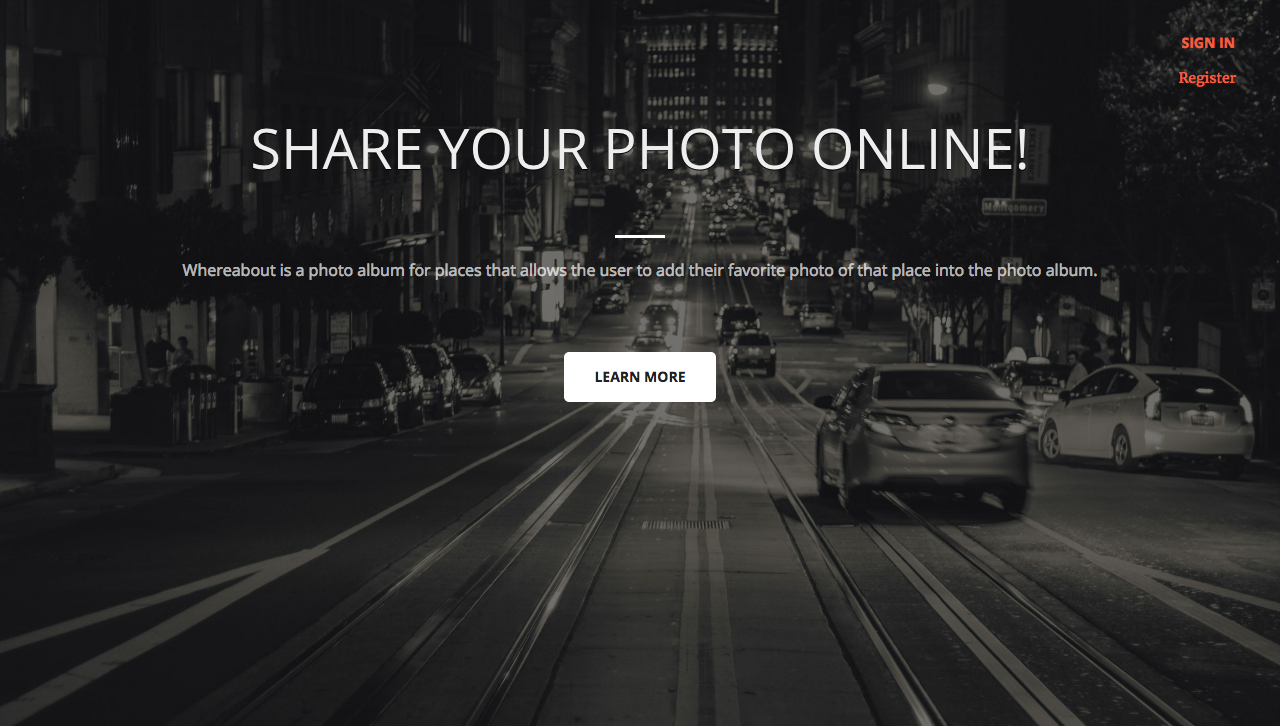 SIGN IN
Register
SHARE YOUR PHOTO ONLINE!
Montgomery
Whereabout is a photo album for places that allows the user to add their favorite photo of that place into the photo album.
LEARN MORE